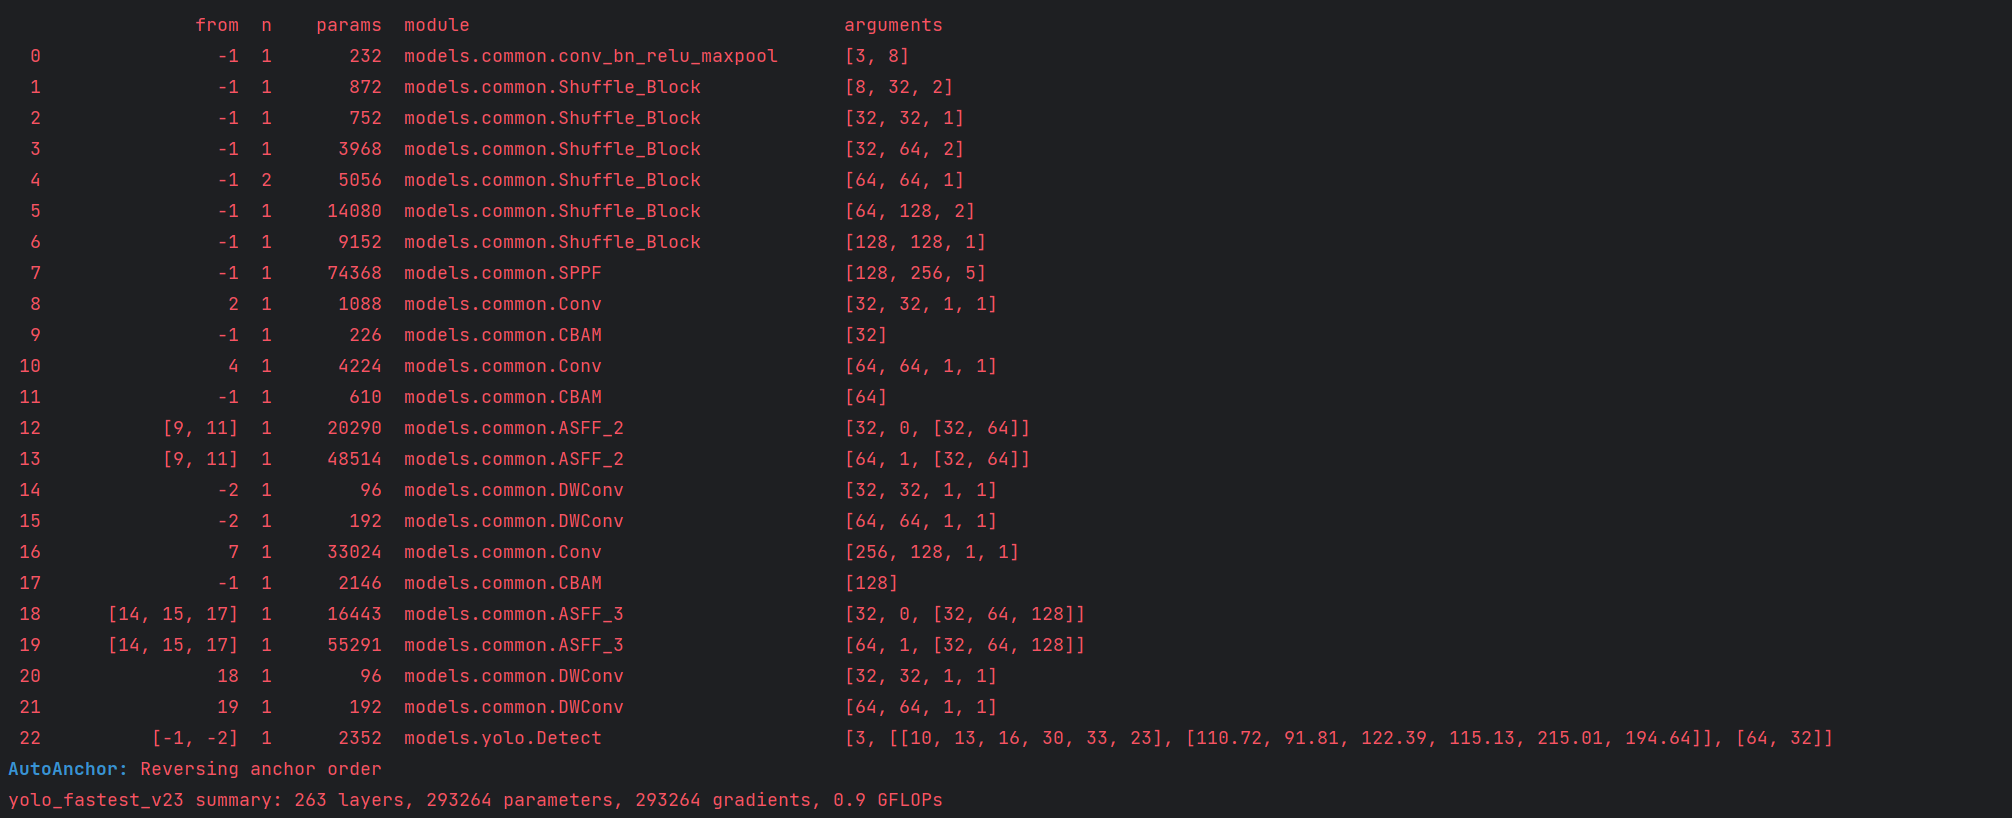 from  n    params  module                                  arguments
0                -1  1       232  models.common.conv_bn_relu_maxpool      [3, 8]
1                -1  1       872  models.common.Shuffle_Block             [8, 32, 2]
2                -1  1       752  models.common.Shuffle_Block             [32, 32, 1]
3                -1  1      3968  models.common.Shuffle_Block             [32, 64, 2]
4                -1  2      5056  models.common.Shuffle_Block             [64, 64, 1]
5                -1  1     14080  models.common.Shuffle_Block             [64, 128, 2]
6                -1  1      9152  models.common.Shuffle_Block             [128, 128, 1]
7                -1  1     74368  models.common.SPPF                      [128, 256, 5]
8                 2  1      1088  models.common.Conv                      [32, 32, 1, 1]
9                -1  1       226  models.common.CBAM                      [32]
10                 4  1      4224  models.common.Conv                      [64, 64, 1, 1]
11                -1  1       610  models.common.CBAM                      [64]
12           [9, 11]  1     20290  models.common.ASFF_2                    [32, 0, [32, 64]]
13           [9, 11]  1     48514  models.common.ASFF_2                    [64, 1, [32, 64]]
14                -2  1        96  models.common.DWConv                    [32, 32, 1, 1]
15                -2  1       192  models.common.DWConv                    [64, 64, 1, 1]
16                 7  1     33024  models.common.Conv                      [256, 128, 1, 1]
17                -1  1      2146  models.common.CBAM                      [128]
18      [14, 15, 17]  1     16443  models.common.ASFF_3                    [32, 0, [32, 64, 128]]
19      [14, 15, 17]  1     55291  models.common.ASFF_3                    [64, 1, [32, 64, 128]]
20                18  1        96  models.common.DWConv                    [32, 32, 1, 1]
21                19  1       192  models.common.DWConv                    [64, 64, 1, 1]
22          [-1, -2]  1      2352  models.yolo.Detect                      [3, [[10, 13, 16, 30, 33, 23], [110.72, 91.81, 122.39, 115.13, 215.01, 194.64]], [64, 32]]
AutoAnchor: Reversing anchor order
yolo_fastest_v23 summary: 263 layers, 293264 parameters, 293264 gradients, 0.9 GFLOPs